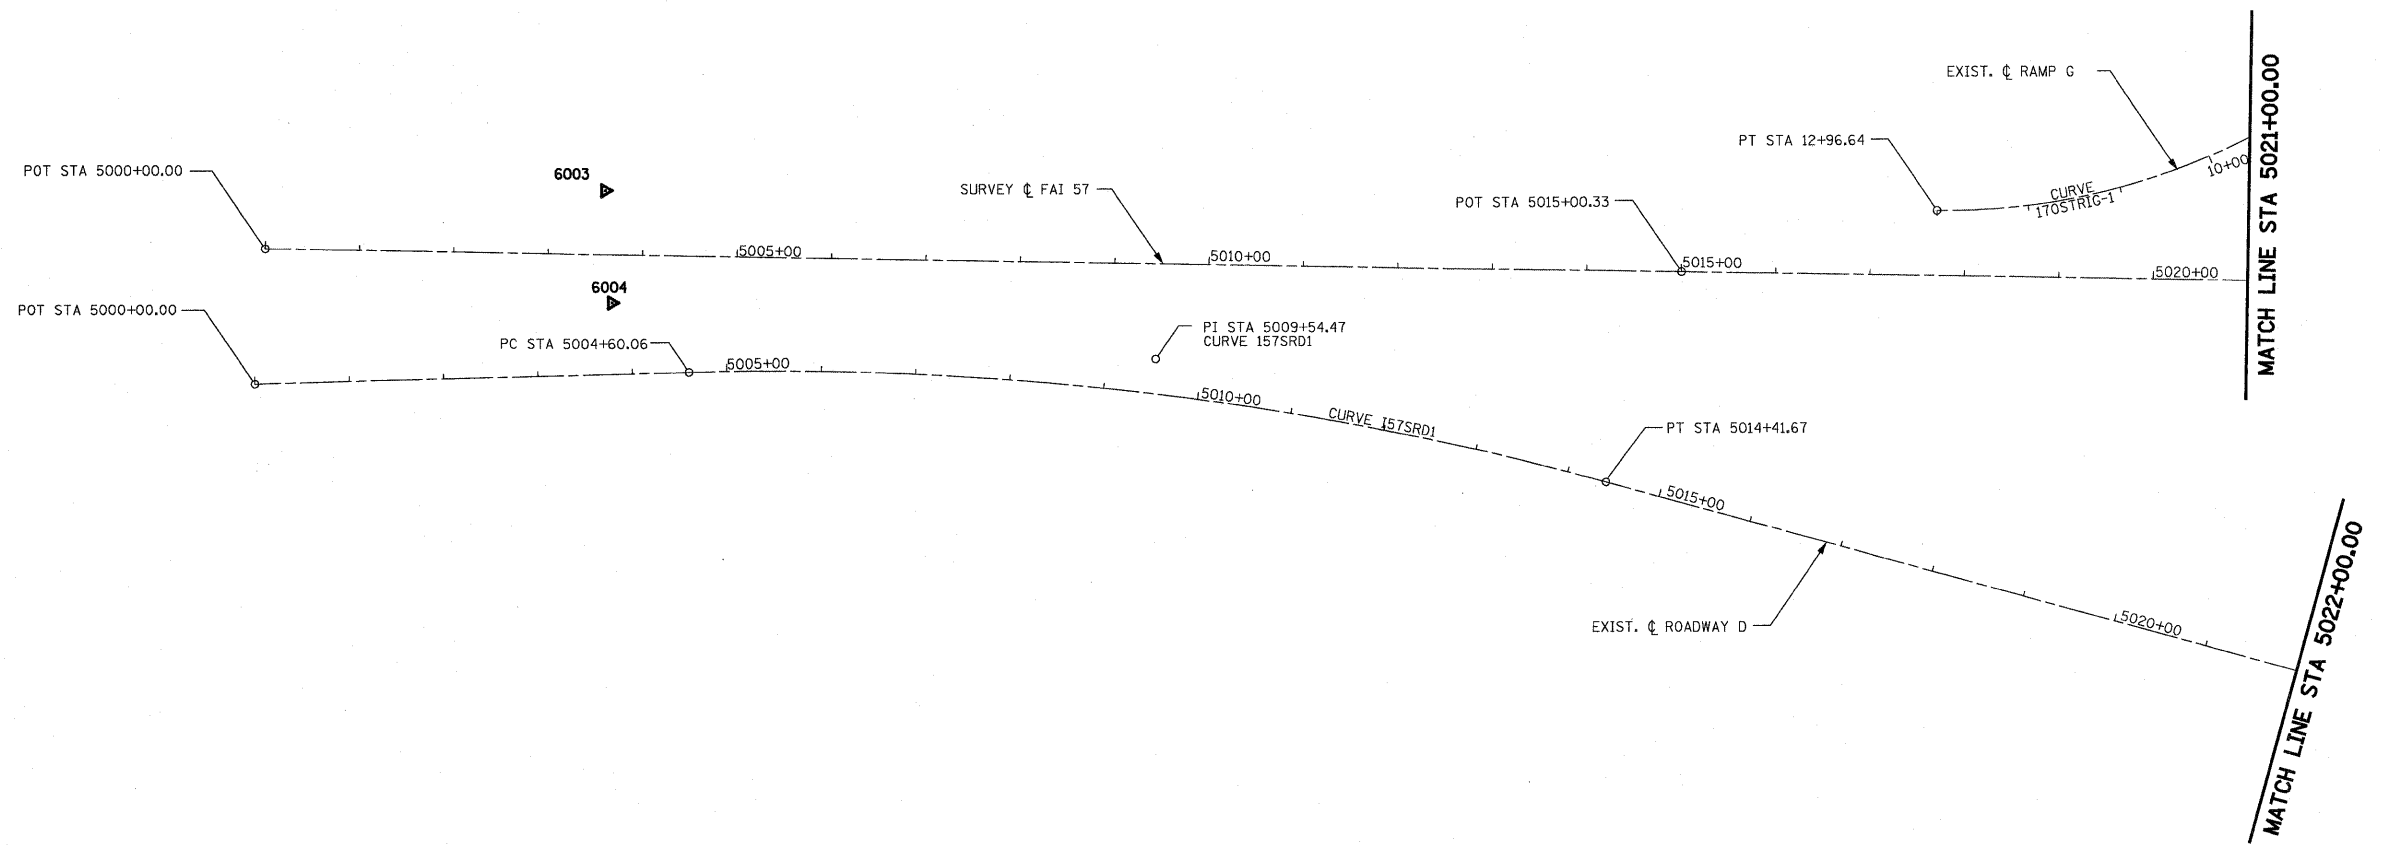 EXIST. ℄ RAMP G
PT STA 12+96.64
10+00
CURVE
170STRIG-1
MATCH LINE STA 5021+00.00
POT STA 5000+00.00
6003
SURVEY ℄ FAI 57
POT STA 5015+00.33
5005+00
5010+00
5015+00
5020+00
6004
POT STA 5000+00.00
PC STA 5004+60.06
PI STA 5009+54.47
CURVE 157SRD1
5005+00
5010+00
CURVE I57SRD1
PT STA 5014+41.67
5015+00
EXIST. ℄ ROADWAY D
5020+00
MATCH LINE STA 5022+00.00